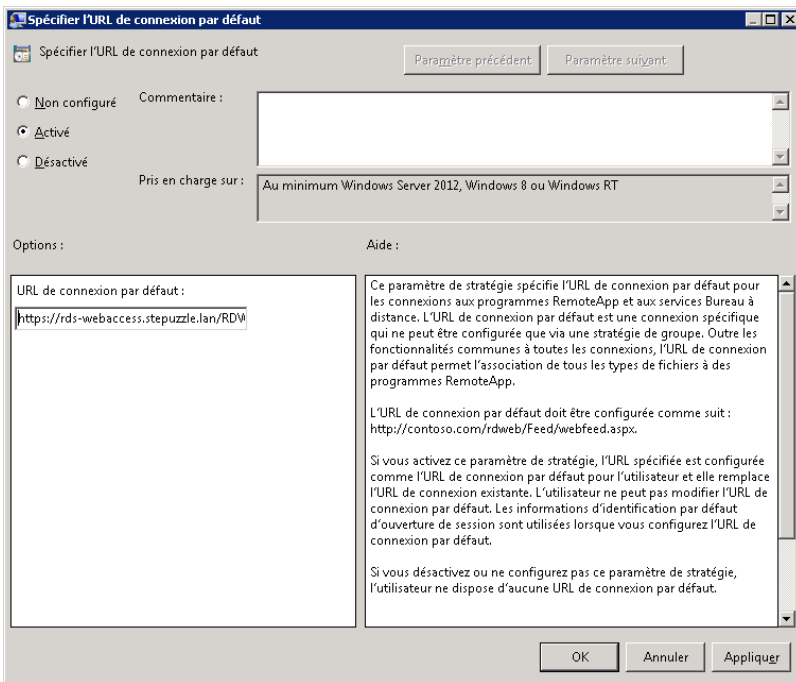 Spécifier l'URL de connexion par défaut
Spécifier l'URL de connexion par défaut
Paramètre précédent
Paramètre suivant
Non configuré
Commentaire :
Activé
Désactivé
Pris en charge sur :
Au minimum Windows Server 2012, Windows 8 ou Windows RT
Options :
Aide :
URL de connexion par défaut :
https://rds-webaccess.stepuzzle.lan/RDW
Ce paramètre de stratégie spécifie l'URL de connexion par défaut pour
les connexions aux programmes RemoteApp et aux services Bureau à
distance. L'URL de connexion par défaut est une connexion spécifique
qui ne peut être configurée que via une stratégie de groupe. Outre les
fonctionnalités communes à toutes les connexions, l'URL de connexion
par défaut permet l'association de tous les types de fichiers à des
programmes RemoteApp.
L'URL de connexion par défaut doit être configurée comme suit :
http://contoso.com/rdweb/Feed/webfeed.aspx.
Si vous activez ce paramètre de stratégie, l'URL spécifiée est configurée
comme l'URL de connexion par défaut pour l'utilisateur et elle remplace
l'URL de connexion existante. L'utilisateur ne peut pas modifier l'URL de
connexion par défaut. Les informations d'identification par défaut
d'ouverture de session sont utilisées lorsque vous configurez l'URL de
connexion par défaut.
Si vous désactivez ou ne configurez pas ce paramètre de stratégie,
l'utilisateur ne dispose d'aucune URL de connexion par défaut.
OK
Annuler
Appliquer